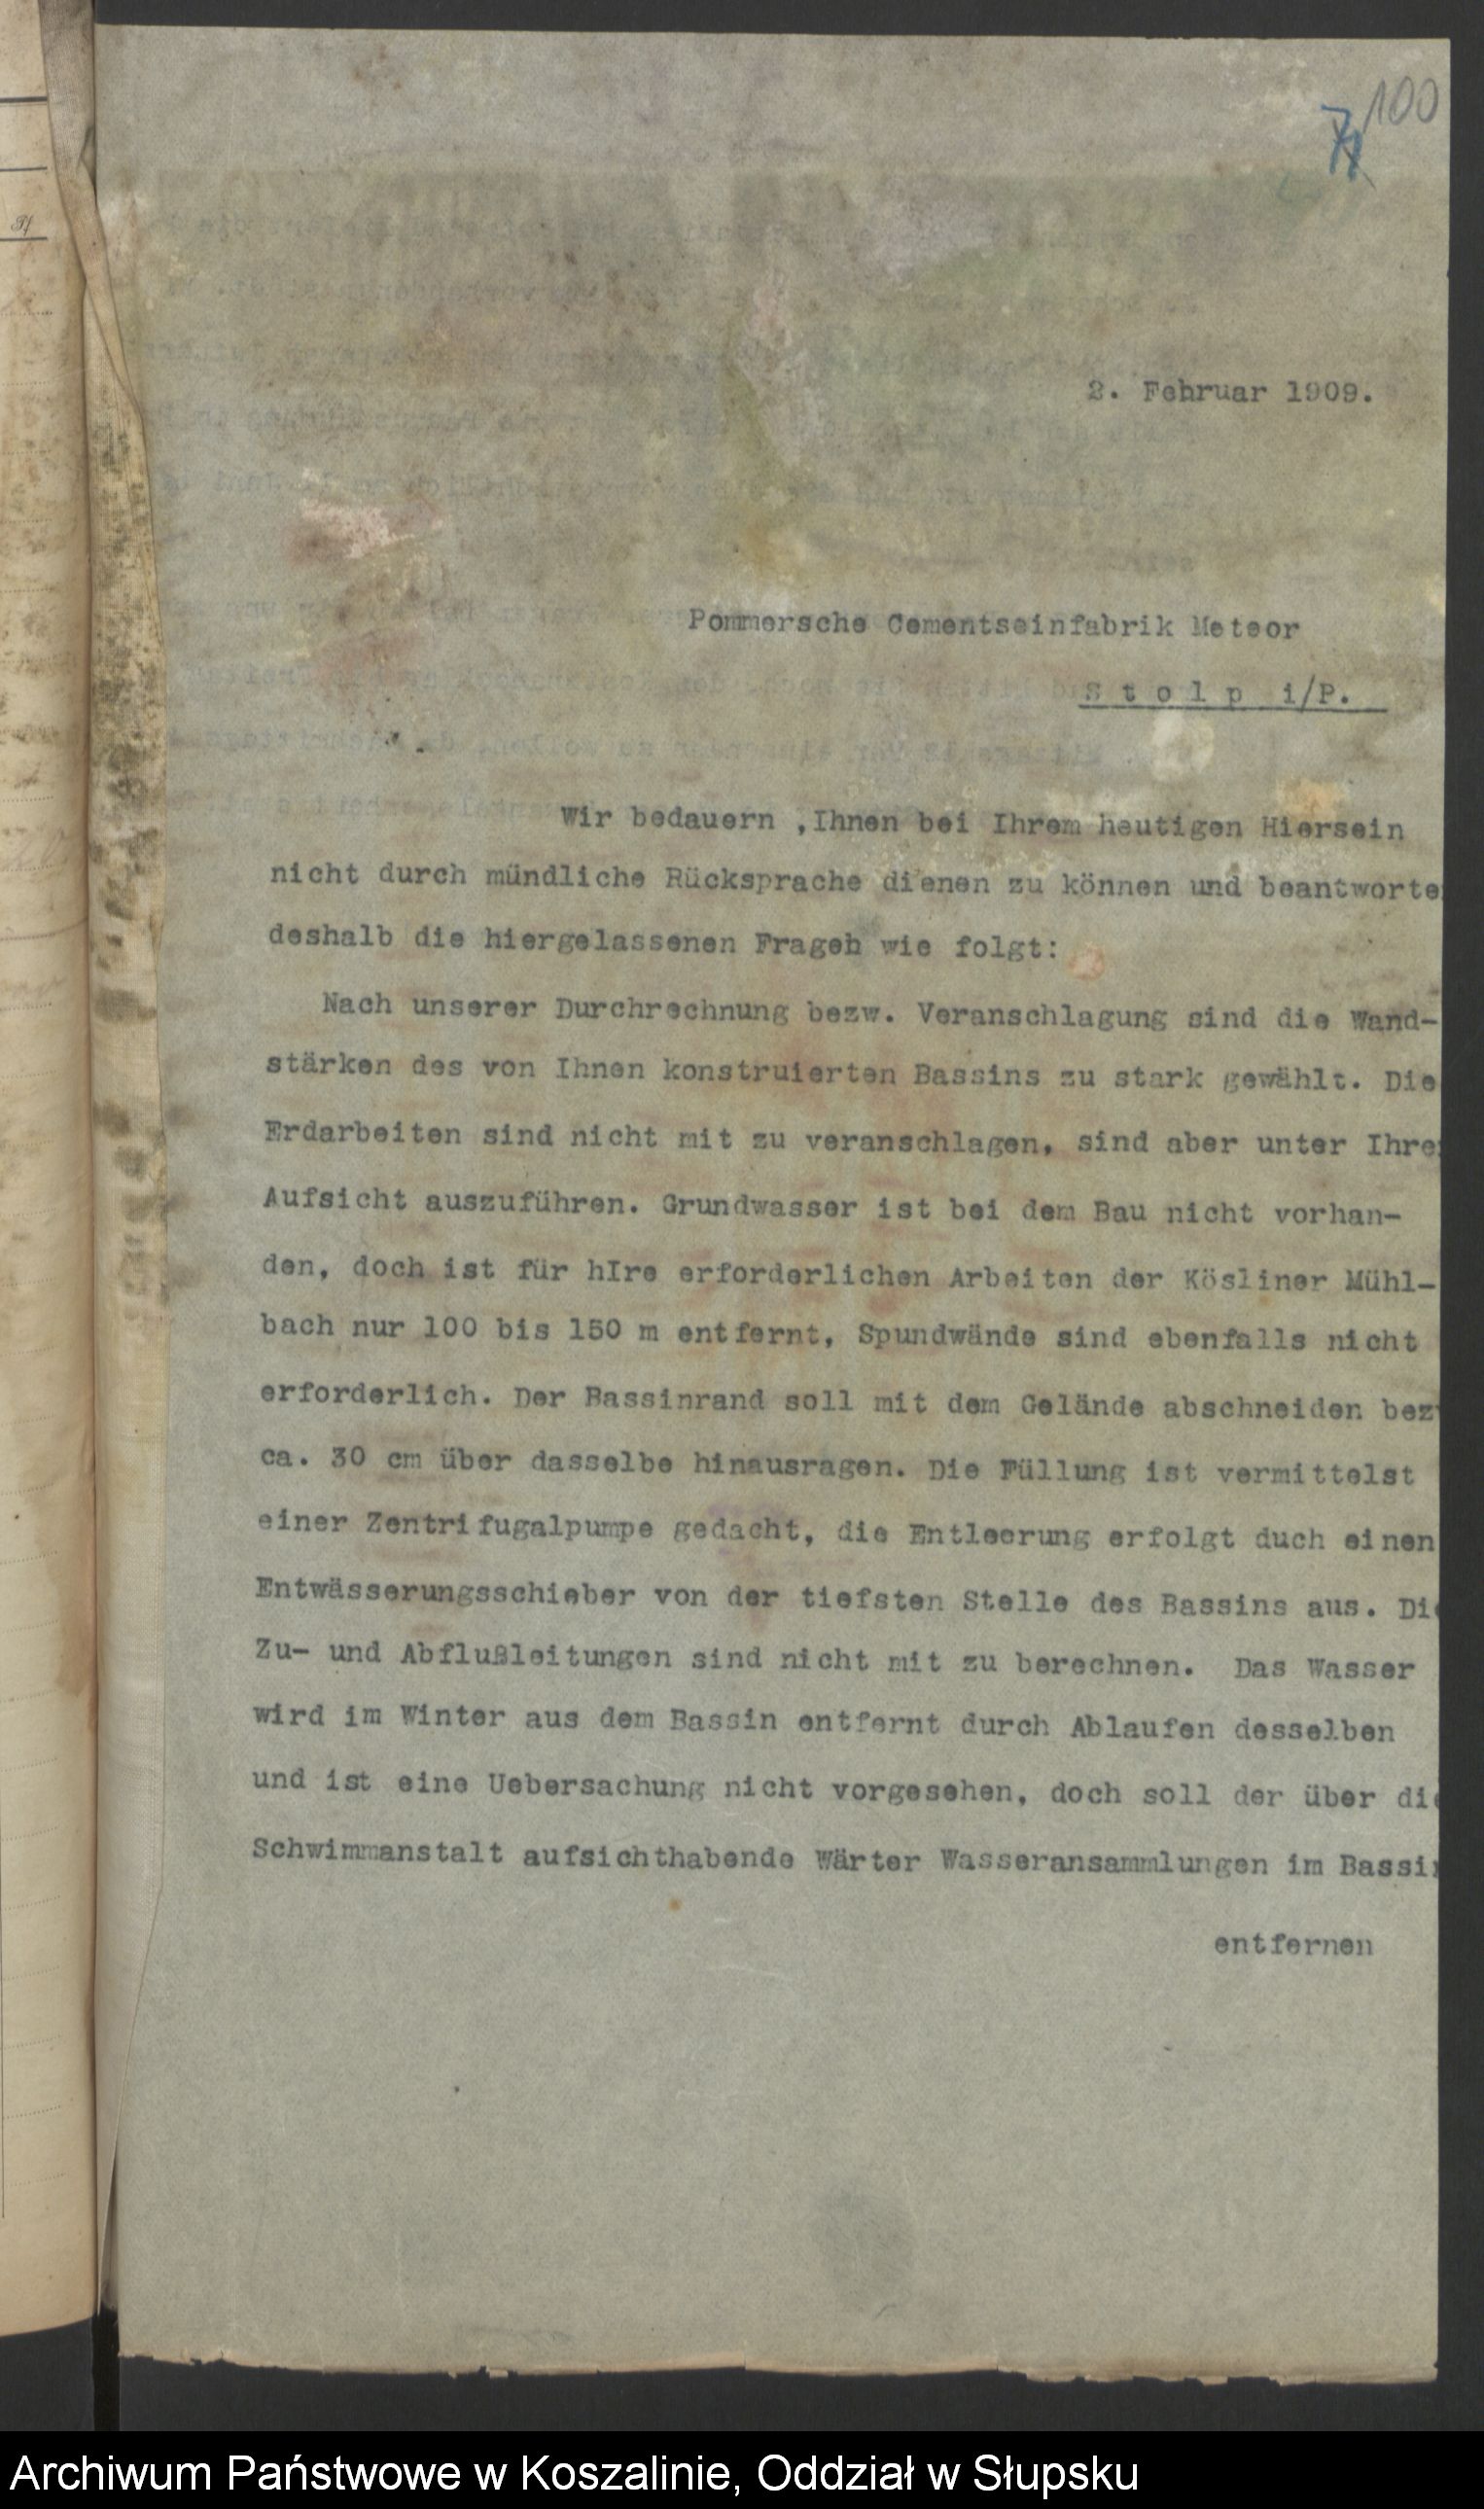 100
71
Pf
2. Februar 1909.
Pommersche Cementseinfabrik Meteor
Stolp i/P.
Wir bedauern ,Ihnen bei Ihrem heutigen Hiersein
nicht durch mündliche Rücksprache dienen zu können und beantworte
deshalb die hiergelassenen Frageh wie folgt:
Nach unserer Durchrechnung bezw. Veranschlagung sind die Wand-
stärken des von Ihnen konstruierten Bassins zu stark gewählt. Die
Erdarbeiten sind nicht mit zu veranschlagen, sind aber unter Ihre
Aufsicht auszuführen. Grundwasser ist bei dem Bau nicht vorhan-
den, doch ist für hIre erforderlichen Arbeiten der Kösliner Mühl-
bach nur 100 bis 150 m entfernt, Spundwände sind ebenfalls nicht
erforderlich. Der Bassinrand soll mit dem Gelände abschneiden bez
ca. 30 cm über dasselbe hinausragen. Die Füllung ist vermittelst
einer Zentrifugalpumpe gedacht, die Entleerung erfolgt duch einen
Entwässerungsschieber von der tiefsten Stelle des Bassins aus. Die
Zu- und Abflußleitungen sind nicht mit zu berechnen. Das Wasser
wird im Winter aus dem Bassin entfernt durch Ablaufen desselben
und ist eine Uebersachung nicht vorgesehen, doch soll der über die
Schwimmanstalt aufsichthabende Wärter Wasseransammlungen im Bassi
entfernen
Archiwum Państwowe w Koszalinie, Oddział w Słupsku